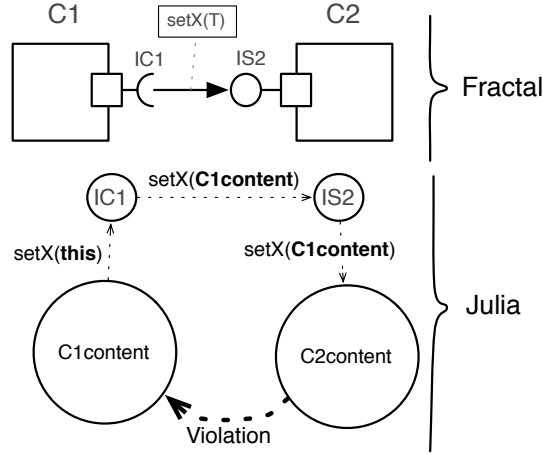 C1
setX(T)
C2
IC1
IS2
Fractal
IC1
setX(C1content)
IS2
setX(this)
setX(C1content)
Julia
C1content
C2content
Violation